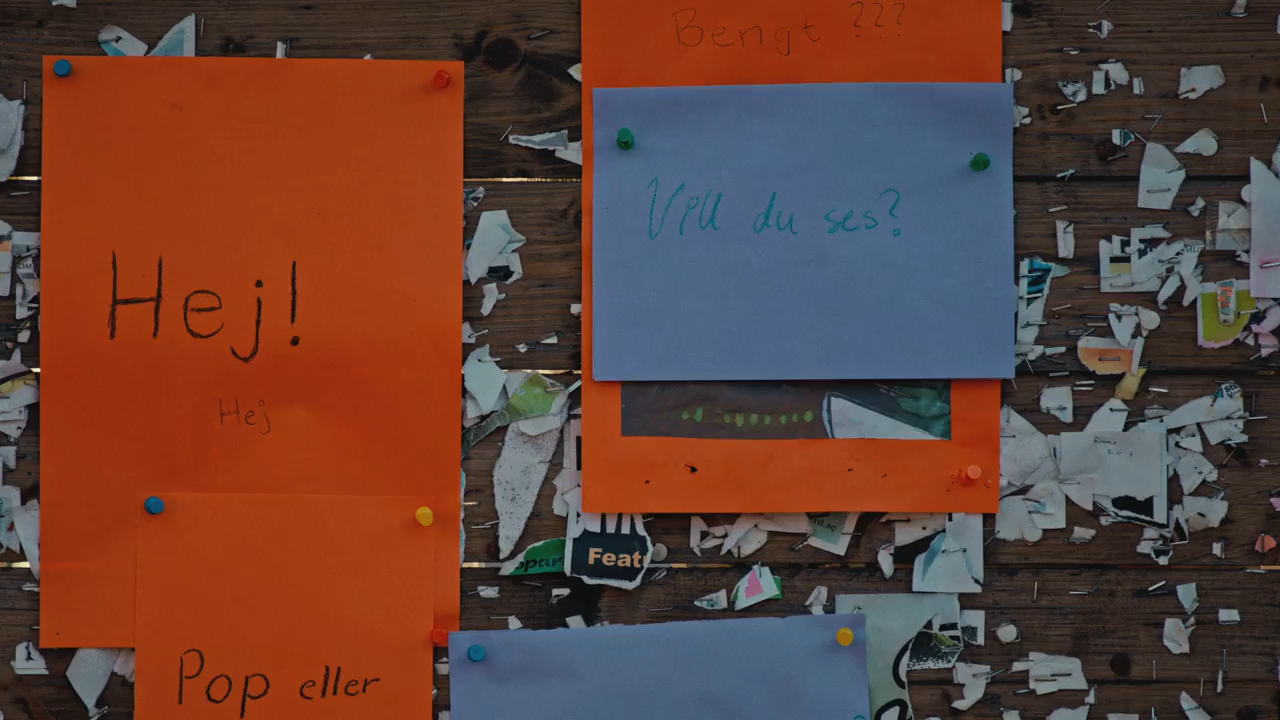 Hej!
Hej
Pop eller
Bengt ???
Vill du ses?
Feat